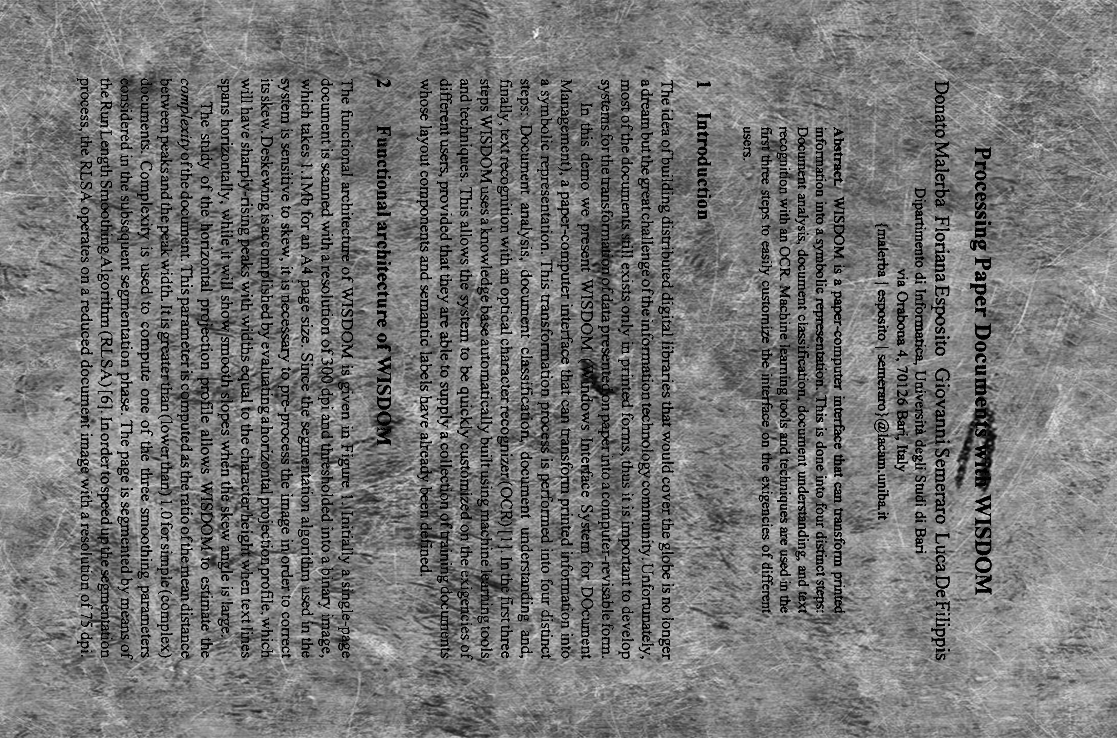 Processing Paper Documents with WISDOM
Donato Malerba Floriana Esposito Giovanni Semeraro Luca De Filippis
Dipartimento di Informatica, Università degli Studi di Bari
via Orabona 4, 70126 Bari, Italy
{malerba | esposito | semeraro}@lacam.uniba.it
Abstract. WISDOM is a paper-computer interface that can transform printed
information into a symbolic representation. This is done into four distinct steps:
Document analysis, document classification, document understanding, and text
recognition with an OCR. Machine learning tools and techniques are used in the
first three steps to easily customize the interface on the exigencies of different
users.
1 Introduction
The idea of building distributed digital libraries that would cover the globe is no longer
a dream but the great challenge of the information technology community. Unfortunately,
most of the documents still exists only in printed forms, thus it is important to develop
systems for the transformation of data presented on paper into a computer-revisable form.
In this demo we present WISDOM (Windows Interface System for DOcument
Management), a paper-computer interface that can transform printed information into
a symbolic representation. This transformation process is performed into four distinct
steps: Document analysis, document classification, document understanding and,
finally, text recognition with an optical character recognizer(OCR) [1]. In the first three
steps WISDOM uses a knowledge base automatically built using machine learning tools
and techniques. This allows the system to be quickly customized on the exigencies of
different users, provided that they are able to supply a collection of training documents
whose layout components and semantic labels have already been defined.
2 Functional architecture of WISDOM
The functional architecture of WISDOM is given in Figure 1. Initially a single-page
document is scanned with a resolution of 300 dpi and thresholded into a binary image,
which takes 1.1Mb for an A4 page size. Since the segmentation algorithm used in the
system is sensitive to skew, it is necessary to pre-process the image in order to correct
its skew. Deskewing is accomplished by evaluating a horizontal projection profile, which
will have sharply rising peaks with widths equal to the character height when text lines
spans horizontally, while it will show smooth slopes when the skew angle is large.
The study of the horizontal projection profile allows WISDOM to estimate the
complexity of the document. This parameter is computed as the ratio of the mean distance
between peaks and the peak width. It is greater than (lower than) 1.0 for simple (complex)
documents. Complexity is used to compute one of the three smoothing parameters
considered in the subsequent segmentation phase. The page is segmented by means of
the Run Length Smoothing Algorithm (RLSA) [6]. In order to speed up the segmentation
process, the RLSA operates on a reduced document image with a resolution of 75 dpi